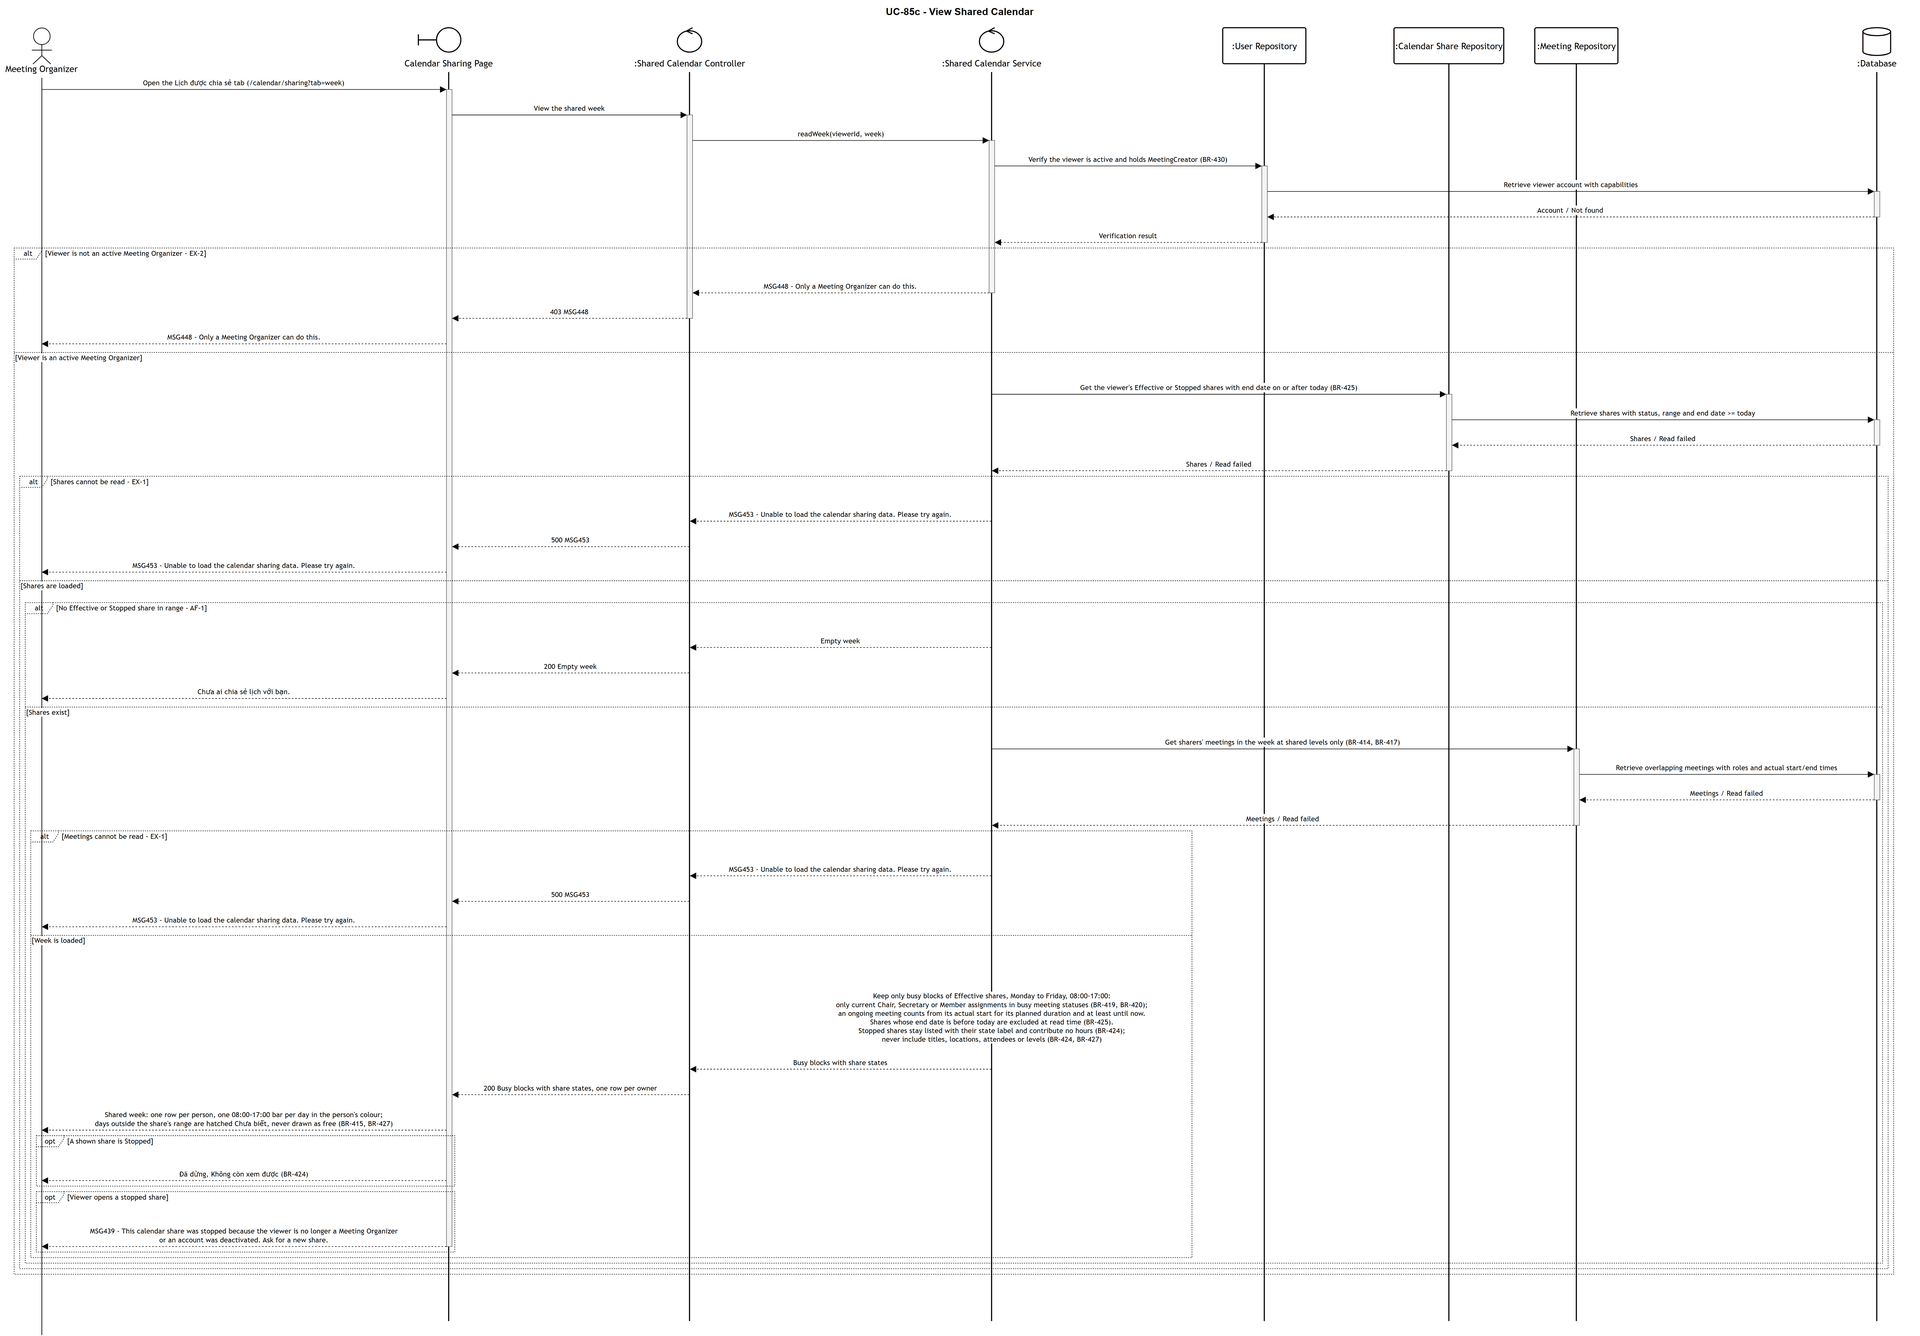 UC-85c - View Shared Calendar
Meeting Organizer
Calendar Sharing Page
:Shared Calendar Controller
:Shared Calendar Service
:User Repository
:Calendar Share Repository
:Meeting Repository
:Database
Open the Lịch được chia sẻ tab (/calendar/sharing?tab=week)
View the shared week
readWeek(viewerId, week)
Verify the viewer is active and holds MeetingCreator (BR-430)
Retrieve viewer account with capabilities
Account / Not found
Verification result
alt
[Viewer is not an active Meeting Organizer - EX-2]
MSG448 - Only a Meeting Organizer can do this.
403 MSG448
MSG448 - Only a Meeting Organizer can do this.
[Viewer is an active Meeting Organizer]
Get the viewer's Effective or Stopped shares with end date on or after today (BR-425)
Retrieve shares with status, range and end date >= today
Shares / Read failed
Shares / Read failed
alt
[Shares cannot be read - EX-1]
MSG453 - Unable to load the calendar sharing data. Please try again.
500 MSG453
MSG453 - Unable to load the calendar sharing data. Please try again.
[Shares are loaded]
alt
[No Effective or Stopped share in range - AF-1]
Empty week
200 Empty week
Chưa ai chia sẻ lịch với bạn.
[Shares exist]
Get sharers' meetings in the week at shared levels only (BR-414, BR-417)
Retrieve overlapping meetings with roles and actual start/end times
Meetings / Read failed
Meetings / Read failed
alt
[Meetings cannot be read - EX-1]
MSG453 - Unable to load the calendar sharing data. Please try again.
500 MSG453
MSG453 - Unable to load the calendar sharing data. Please try again.
[Week is loaded]
Keep only busy blocks of Effective shares, Monday to Friday, 08:00-17:00:
only current Chair, Secretary or Member assignments in busy meeting statuses (BR-419, BR-420);
an ongoing meeting counts from its actual start for its planned duration and at least until now.
Shares whose end date is before today are excluded at read time (BR-425).
Stopped shares stay listed with their state label and contribute no hours (BR-424);
never include titles, locations, attendees or levels (BR-424, BR-427)
Busy blocks with share states
200 Busy blocks with share states, one row per owner
Shared week: one row per person, one 08:00-17:00 bar per day in the person's colour;
days outside the share's range are hatched Chưa biết, never drawn as free (BR-415, BR-427)
opt
[A shown share is Stopped]
Đã dừng, Không còn xem được (BR-424)
opt
[Viewer opens a stopped share]
MSG439 - This calendar share was stopped because the viewer is no longer a Meeting Organizer
or an account was deactivated. Ask for a new share.